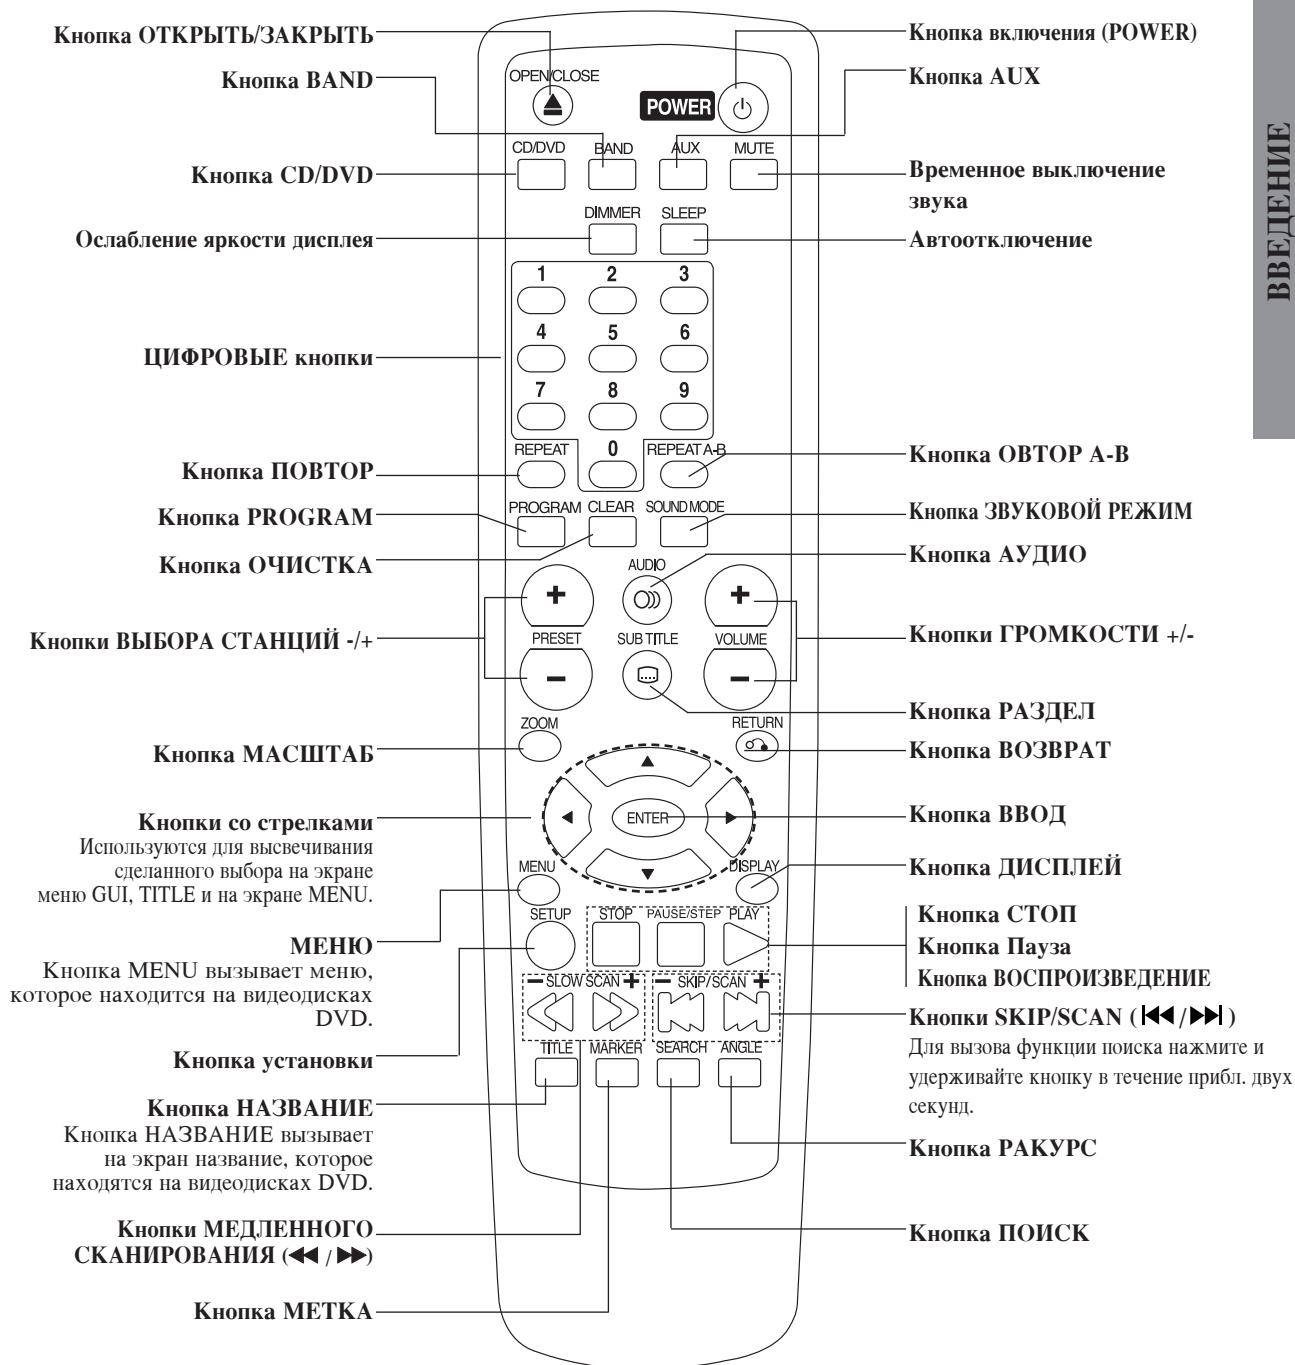 Кнопка ОТКРЫТЬ/ЗАКРЫТЬ
Кнопка BAND
Кнопка CD/DVD
Ослабление яркости дисплея
ЦИФРОВЫЕ кнопки
Кнопка ПОВТОР
Кнопка PROGRAM
Кнопка ОЧИСТКА
Кнопки ВЫБОРА СТАНЦИЙ -/+
Кнопка МАСШТАБ
Кнопки со стрелками
Используются для высвечивания
сделанного выбора на экране
меню GUI, TITLE и на экране MENU.
МЕНЮ
Кнопка MENU вызывает меню,
которое находится на видеодисках
DVD.
Кнопка установки
Кнопка НАЗВАНИЕ
Кнопка НАЗВАНИЕ вызывает
на экран название, которое
находятся на видеодисках DVD.
Кнопки МЕДЛЕННОГО
СКАНИРОВАНИЯ (◀◀ / ▶▶)
Кнопка МЕТКА
OPEN/CLOSE
POWER
CD/DVD BAND AUX MUTE
DIMMER SLEEP
1 2 3
4 5 6
7 8 9
REPEAT 0 REPEAT A-B
PROGRAM CLEAR SOUND MODE
AUDIO
+ +
PRESET SUB TITLE VOLUME
− −
ZOOM RETURN
ENTER
MENU DISPLAY
SETUP STOP PAUSE/STEP PLAY
− SLOW SCAN + − SKIP/SCAN +
TITLE MARKER SEARCH ANGLE
Кнопка включения (POWER)
Кнопка AUX
Временное выключение
звука
Автоотключение
Кнопка ОВТОР А-В
Кнопка ЗВУКОВОЙ РЕЖИМ
Кнопка АУДИО
Кнопки ГРОМКОСТИ +/-
Кнопка РАЗДЕЛ
Кнопка ВОЗВРАТ
Кнопка ВВОД
Кнопка ДИСПЛЕЙ
Кнопка СТОП
Кнопка Пауза
Кнопка ВОСПРОИЗВЕДЕНИЕ
Кнопки SKIP/SCAN (⏮ / ⏭)
Для вызова функции поиска нажмите и
удерживайте кнопку в течение прибл. двух
секунд.
Кнопка РАКУРС
Кнопка ПОИСК
ВВЕДЕНИЕ